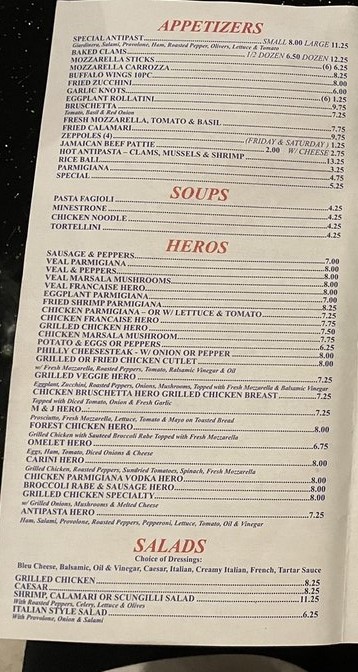 APPETIZERS
SPECIAL ANTIPAST...SMALL 8.00 LARGE 11.25
Giardinera, Salami, Provolone, Ham, Roasted Pepper, Olivers, Lettuce & Tomato
BAKED CLAMS...1/2 DOZEN 6.50 DOZEN 12.25
MOZZARELLA STICKS...(6) 6.25
MOZZARELLA CARROZZA...8.25
BUFFALO WINGS 10PC...8.00
FRIED ZUCCHINI...6.00
GARLIC KNOTS...(6) 1.25
EGGPLANT ROLLATINI...9.75
BRUSCHETTA...7.25
Tomato, Basil & Red Onion
FRESH MOZZARELLA, TOMATO & BASIL...7.75
FRIED CALAMARI...9.75
ZEPPOLES (4)...(FRIDAY & SATURDAY) 1.25
JAMAICAN BEEF PATTIE...2.00 W/ CHEESE 2.75
HOT ANTIPASTA – CLAMS, MUSSELS & SHRIMP...13.25
RICE BALL...3.25
PARMIGIANA...4.75
SPECIAL...5.25
SOUPS
PASTA FAGIOLI...4.25
MINESTRONE...4.25
CHICKEN NOODLE...4.25
TORTELLINI...4.25
HEROS
SAUSAGE & PEPPERS...7.00
VEAL PARMIGIANA...8.00
VEAL & PEPPERS...8.00
VEAL MARSALA MUSHROOMS...8.00
VEAL FRANCAISE HERO...8.00
EGGPLANT PARMIGIANA...7.00
FRIED SHRIMP PARMIGIANA...8.25
CHICKEN PARMIGIANA – OR W/ LETTUCE & TOMATO...7.25
CHICKEN FRANCAISE HERO...7.75
GRILLED CHICKEN HERO...7.50
CHICKEN MARSALA MUSHROOM...7.75
POTATO & EGGS OR PEPPERS...6.25
PHILLY CHEESESTEAK - W/ ONION OR PEPPER...8.00
GRILLED OR FRIED CHICKEN CUTLET...8.00
w/ Fresh Mozzarella, Roasted Peppers, Tomato, Balsamic Vinegar & Oil
GRILLED VEGGIE HERO...7.25
Eggplant, Zucchini, Roasted Peppers, Onions, Mushrooms, Topped with Fresh Mozzarella & Balsamic Vinegar
CHICKEN BRUSCHETTA HERO GRILLED CHICKEN BREAST...7.25
Topped with Diced Tomato, Onion & Fresh Garlic
M & J HERO...7.25
Prosciutto, Fresh Mozzarella, Lettuce, Tomato & Mayo on Toasted Bread
FOREST CHICKEN HERO...8.00
Grilled Chicken with Sauteed Broccoli Rabe Topped with Fresh Mozzarella
OMELET HERO...6.75
Eggs, Ham, Tomato, Diced Onions & Cheese
CARINI HERO...8.00
Grilled Chicken, Roasted Peppers, Sundried Tomatoes, Spinach, Fresh Mozzarella
CHICKEN PARMIGIANA VODKA HERO...8.00
BROCCOLI RABE & SAUSAGE HERO...8.00
GRILLED CHICKEN SPECIALTY...8.00
w/ Grilled Onions, Mushrooms & Melted Cheese
ANTIPASTA HERO...7.25
Ham, Salami, Provolone, Roasted Peppers, Pepperoni, Lettuce, Tomato, Oil & Vinegar
SALADS
Choice of Dressings:
Bleu Cheese, Balsamic, Oil & Vinegar, Caesar, Italian, Creamy Italian, French, Tartar Sauce
GRILLED CHICKEN...8.25
CAESAR...8.25
SHRIMP, CALAMARI OR SCUNGILLI SALAD...11.25
With Roasted Peppers, Celery, Lettuce & Olives
ITALIAN STYLE SALAD...6.25
With Provolone, Onion & Salami